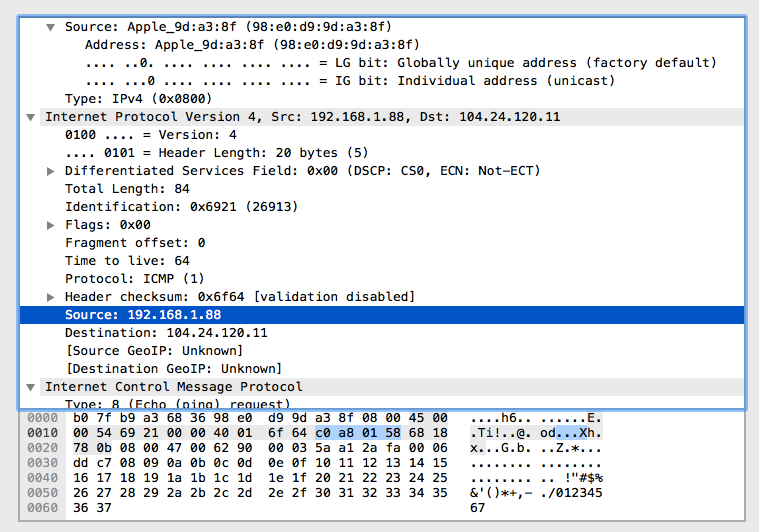 Source: Apple_9d:a3:8f (98:e0:d9:9d:a3:8f)
Address: Apple_9d:a3:8f (98:e0:d9:9d:a3:8f)
.... ..0. .... .... .... .... = LG bit: Globally unique address (factory default)
.... ...0 .... .... .... .... = IG bit: Individual address (unicast)
Type: IPv4 (0x0800)
Internet Protocol Version 4, Src: 192.168.1.88, Dst: 104.24.120.11
0100 .... = Version: 4
.... 0101 = Header Length: 20 bytes (5)
Differentiated Services Field: 0x00 (DSCP: CS0, ECN: Not-ECT)
Total Length: 84
Identification: 0x6921 (26913)
Flags: 0x00
Fragment offset: 0
Time to live: 64
Protocol: ICMP (1)
Header checksum: 0x6f64 [validation disabled]
Source: 192.168.1.88
Destination: 104.24.120.11
[Source GeoIP: Unknown]
[Destination GeoIP: Unknown]
Internet Control Message Protocol
Type: 8 (Echo (ping) request)
0000 b0 7f b9 a3 68 36 98 e0 d9 9d a3 8f 08 00 45 00 ....h6.. ......E.
0010 00 54 69 21 00 00 40 01 6f 64 c0 a8 01 58 68 18 .Ti!..@. od...Xh.
0020 78 0b 08 00 47 00 62 90 00 03 5a a1 2a fa 00 06 x...G.b. ..Z.*...
0030 dd c7 08 09 0a 0b 0c 0d 0e 0f 10 11 12 13 14 15 ........ ........
0040 16 17 18 19 1a 1b 1c 1d 1e 1f 20 21 22 23 24 25 ........ .. !"#$%
0050 26 27 28 29 2a 2b 2c 2d 2e 2f 30 31 32 33 34 35 &'()*+,- ./012345
0060 36 37 67